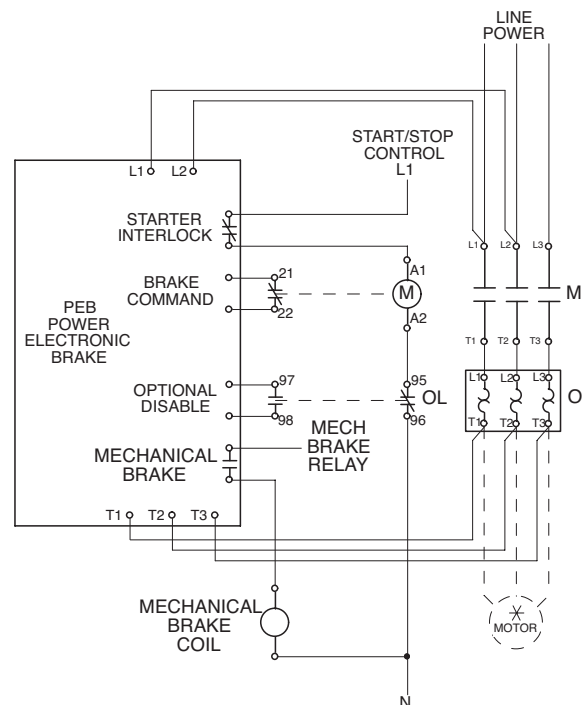 LINE
POWER
START/STOP
CONTROL
L1
L1 L2
STARTER
INTERLOCK
L1 L2 L3
A1
21
BRAKE
COMMAND
M
M
22
A2
PEB
POWER
ELECTRONIC
BRAKE
T1 T2 T3
97
95
OL
L1 L2 L3
O
OPTIONAL
DISABLE
98
96
T1 T2 T3
MECH
BRAKE
RELAY
MECHANICAL
BRAKE
T1 T2 T3
MECHANICAL
BRAKE
COIL
MOTOR
N